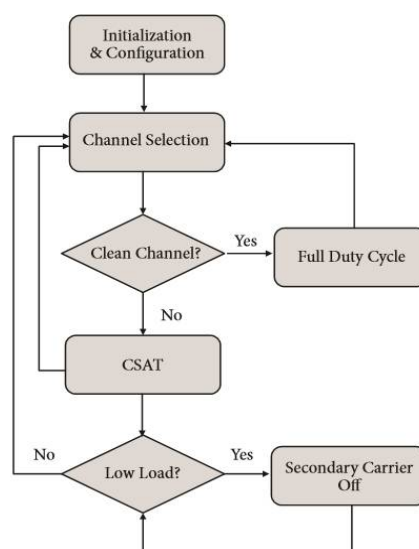 Initialization
& Configuration
Channel Selection
Clean Channel?
Yes
Full Duty Cycle
No
CSAT
No
Low Load?
Yes
Secondary Carrier
Off